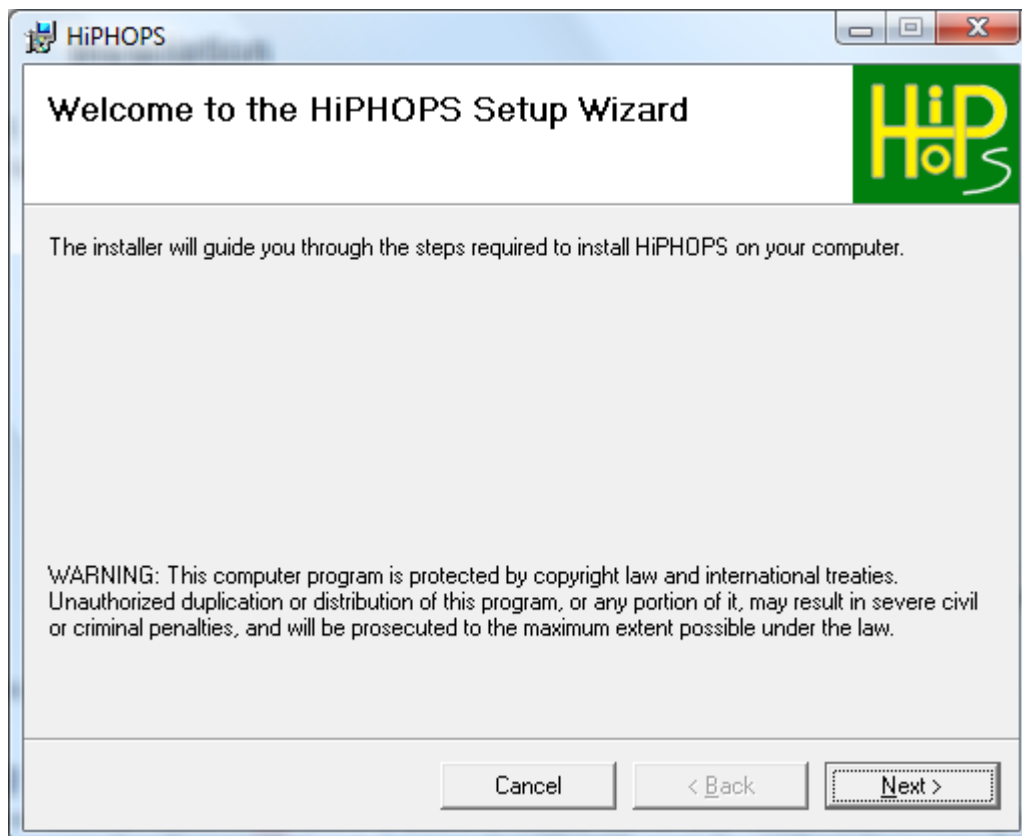 HiPHOPS
Welcome to the HiPHOPS Setup Wizard
HiP
HOPS
The installer will guide you through the steps required to install HiPHOPS on your computer.
WARNING: This computer program is protected by copyright law and international treaties.
Unauthorized duplication or distribution of this program, or any portion of it, may result in severe civil
or criminal penalties, and will be prosecuted to the maximum extent possible under the law.
Cancel
< Back
Next >